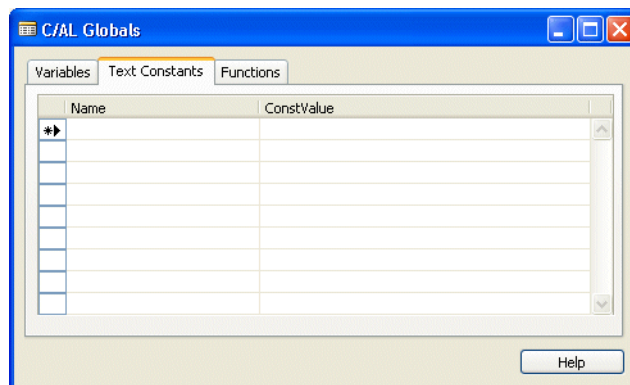 C/AL Globals
Variables Text Constants Functions
Name ConstValue
Help